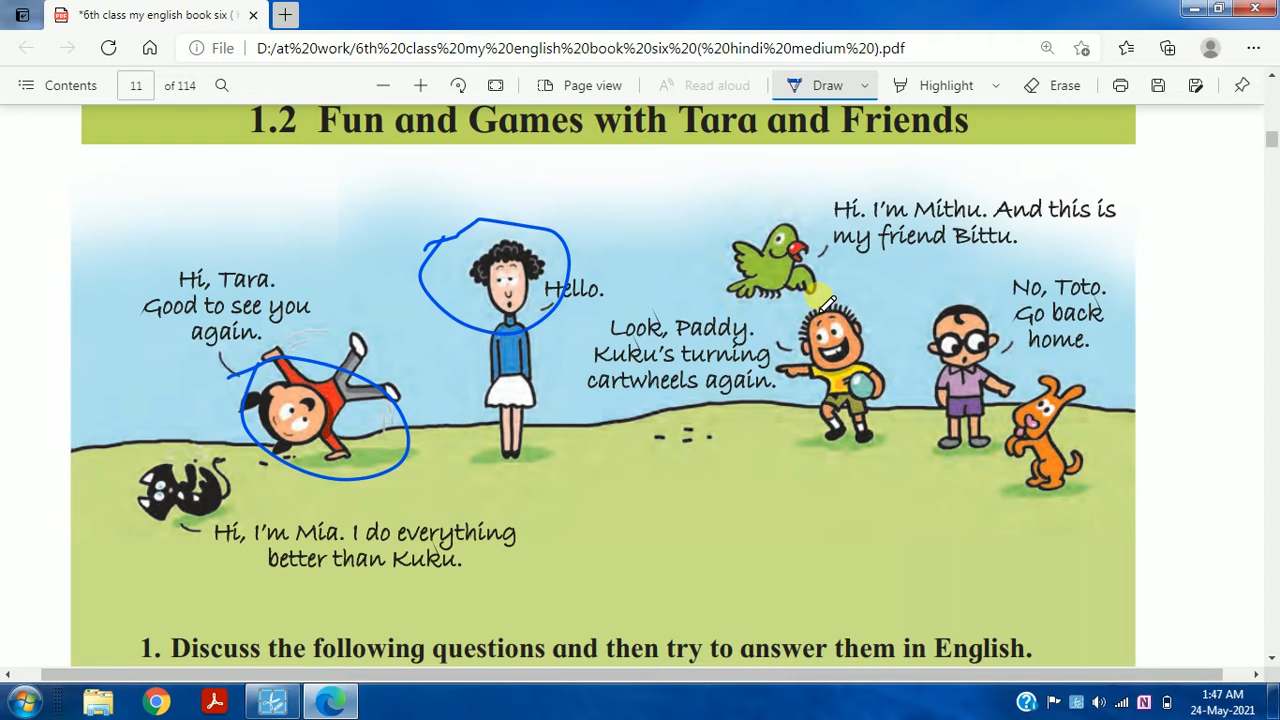 *6th class my english book six (
File
D:/at%20work/6th%20class%20my%20english%20book%20six%20(%20hindi%20medium%20).pdf
Contents
11
of 114
Page view
Read aloud
Draw
Highlight
Erase
1.2 Fun and Games with Tara and Friends
Hi. I'm Mithu. And this is
my friend Bittu.
Hi, Tara.
Good to see you
again.
Hello.
Look, Paddy.
Kuku's turning
cartwheels again.
No, Toto.
Go back
home.
Hi, I'm Mia. I do everything
better than Kuku.
1. Discuss the following questions and then try to answer them in English.
1:47 AM
24-May-2021